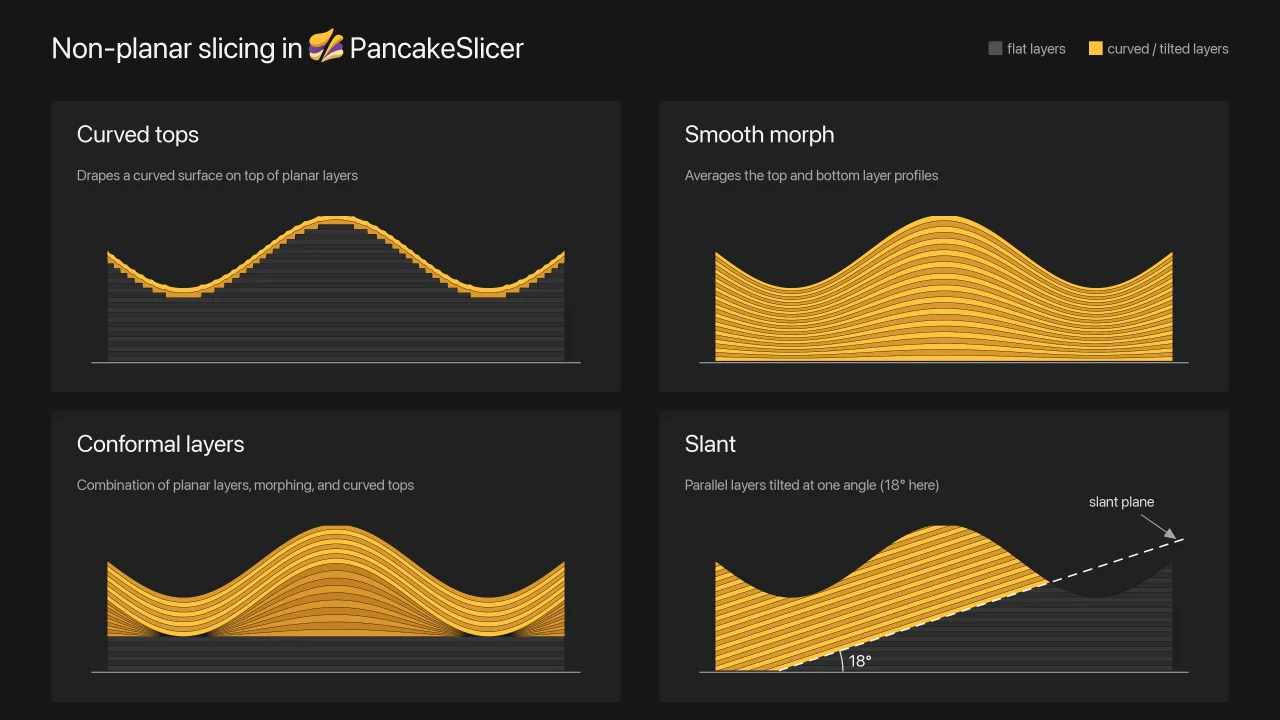 Non-planar slicing in PancakeSlicer
flat layers
curved / tilted layers
Curved tops
Drapes a curved surface on top of planar layers
Smooth morph
Averages the top and bottom layer profiles
Conformal layers
Combination of planar layers, morphing, and curved tops
Slant
Parallel layers tilted at one angle (18° here)
slant plane
18°